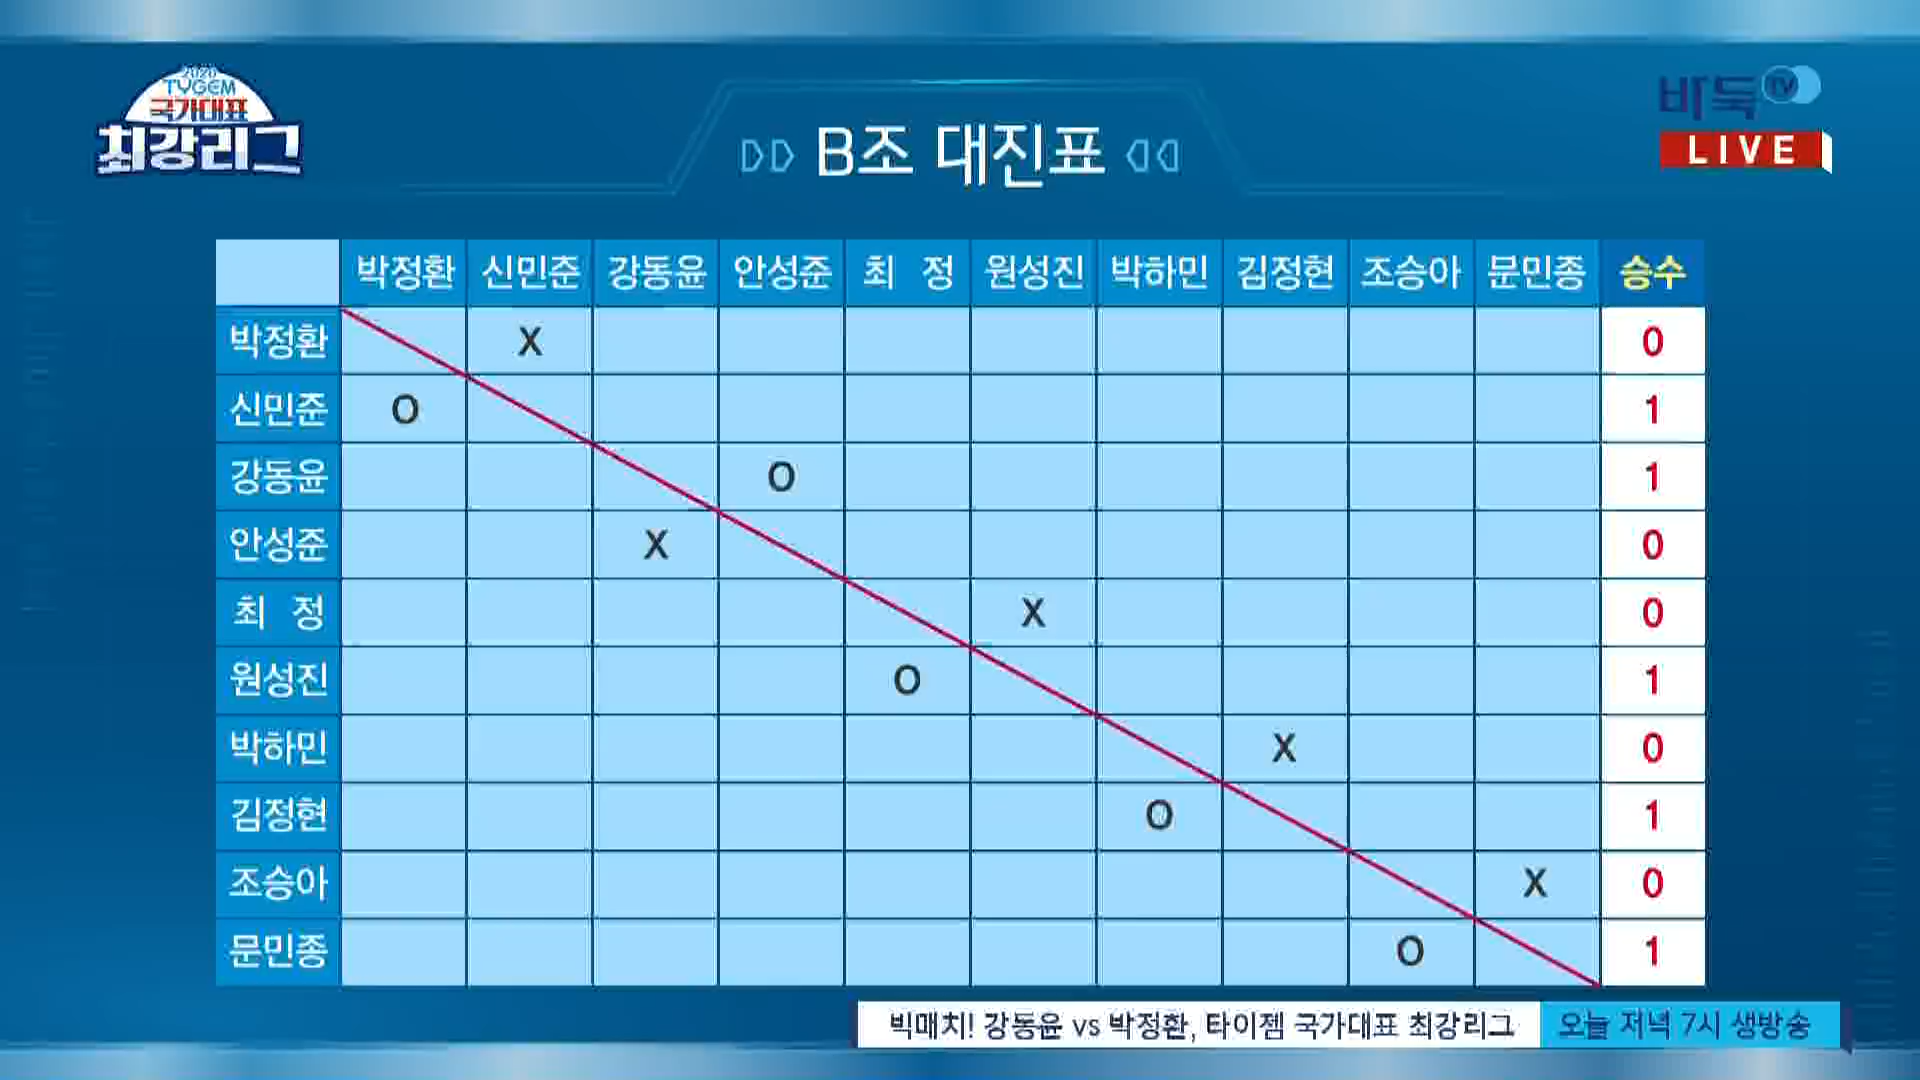 2020
TYGEM
국가대표
최강리그
B조 대진표
바둑TV
LIVE
박정환 신민준 강동윤 안성준 최 정 원성진 박하민 김정현 조승아 문민종 승수
박정환 X 0
신민준 O 1
강동윤 O 1
안성준 X 0
최 정 X 0
원성진 O 1
박하민 X 0
김정현 O 1
조승아 X 0
문민종 O 1
빅매치! 강동윤 vs 박정환, 타이젬 국가대표 최강리그 오늘 저녁 7시 생방송